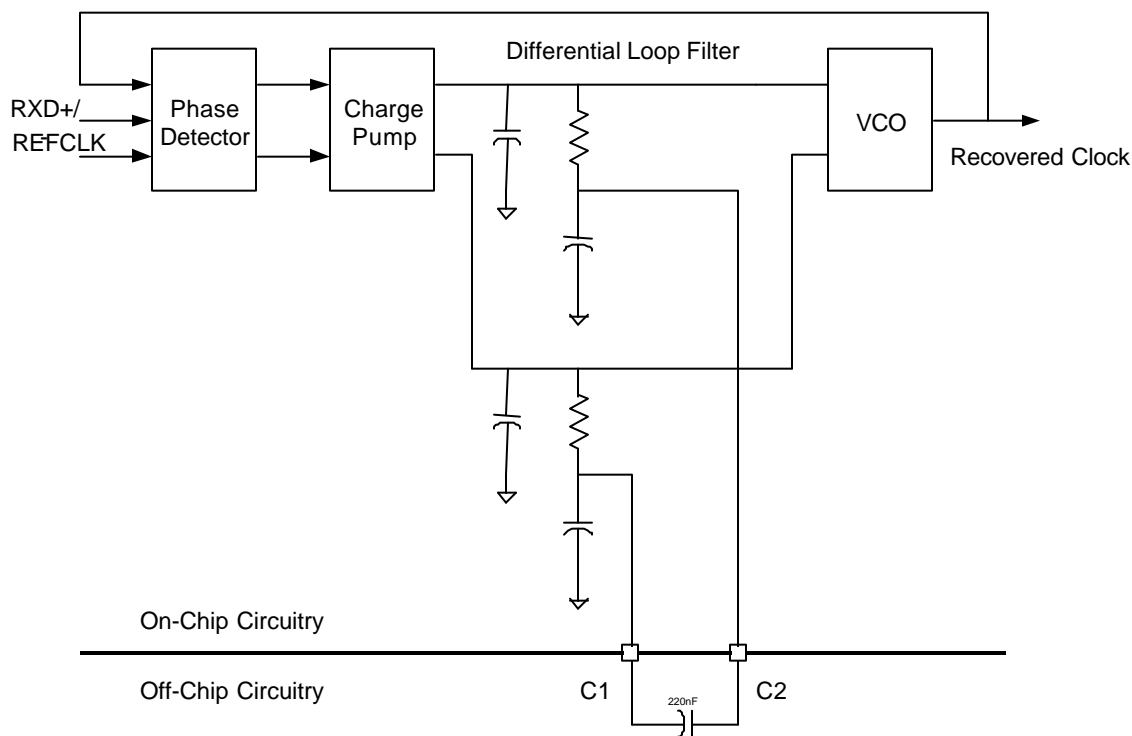 Differential Loop Filter
RXD+/-
REFCLK
Phase
Detector
Charge
Pump
VCO
Recovered Clock
On-Chip Circuitry
Off-Chip Circuitry
C1
220nF
C2